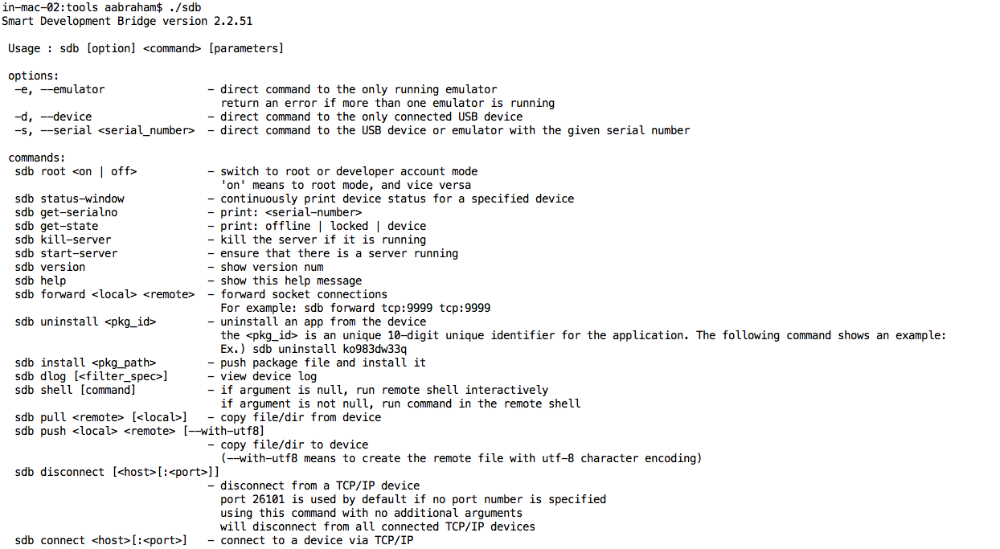 in-mac-02:tools aabraham$ ./sdb
Smart Development Bridge version 2.2.51
Usage : sdb [option] <command> [parameters]
options:
-e, --emulator - direct command to the only running emulator
return an error if more than one emulator is running
-d, --device - direct command to the only connected USB device
-s, --serial <serial_number> - direct command to the USB device or emulator with the given serial number
commands:
sdb root <on | off> - switch to root or developer account mode
'on' means to root mode, and vice versa
sdb status-window - continuously print device status for a specified device
sdb get-serialno - print: <serial-number>
sdb get-state - print: offline | locked | device
sdb kill-server - kill the server if it is running
sdb start-server - ensure that there is a server running
sdb version - show version num
sdb help - show this help message
sdb forward <local> <remote> - forward socket connections
For example: sdb forward tcp:9999 tcp:9999
sdb uninstall <pkg_id> - uninstall an app from the device
the <pkg_id> is an unique 10-digit unique identifier for the application. The following command shows an example:
Ex.) sdb uninstall ko983dw33q
sdb install <pkg_path> - push package file and install it
sdb dlog [<filter_spec>] - view device log
sdb shell [command] - if argument is null, run remote shell interactively
if argument is not null, run command in the remote shell
sdb pull <remote> [<local>] - copy file/dir from device
sdb push <local> <remote> [--with-utf8]
- copy file/dir to device
(--with-utf8 means to create the remote file with utf-8 character encoding)
sdb disconnect [<host>[:<port>]]
- disconnect from a TCP/IP device
port 26101 is used by default if no port number is specified
using this command with no additional arguments
will disconnect from all connected TCP/IP devices
sdb connect <host>[:<port>] - connect to a device via TCP/IP